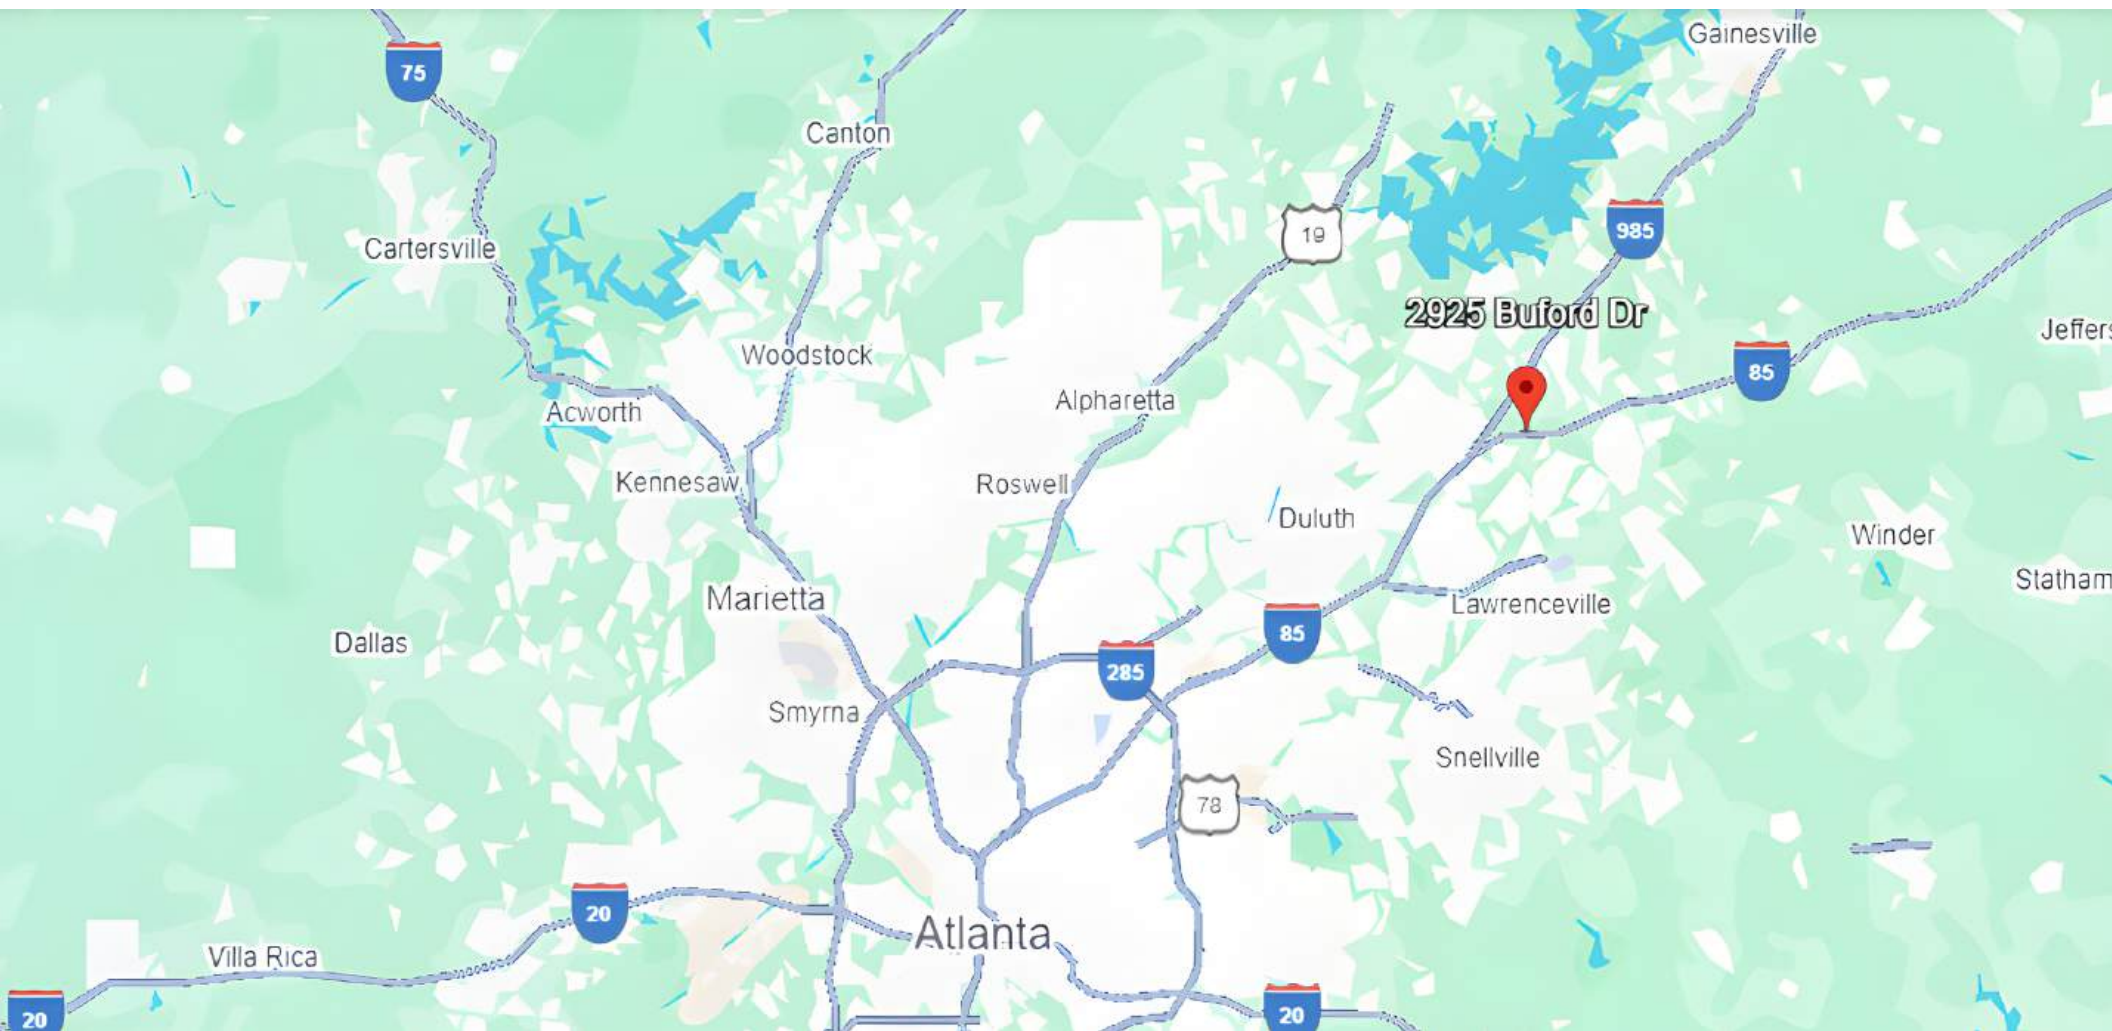 Gainesville
75
Canton
19
985
Cartersville
2925 Buford Dr
Jeffers
Woodstock
85
Alpharetta
Acworth
Kennesaw
Roswell
Duluth
Winder
Statham
Marietta
Lawrenceville
85
Dallas
285
Smyrna
Snellville
78
20
Atlanta
Villa Rica
20
20